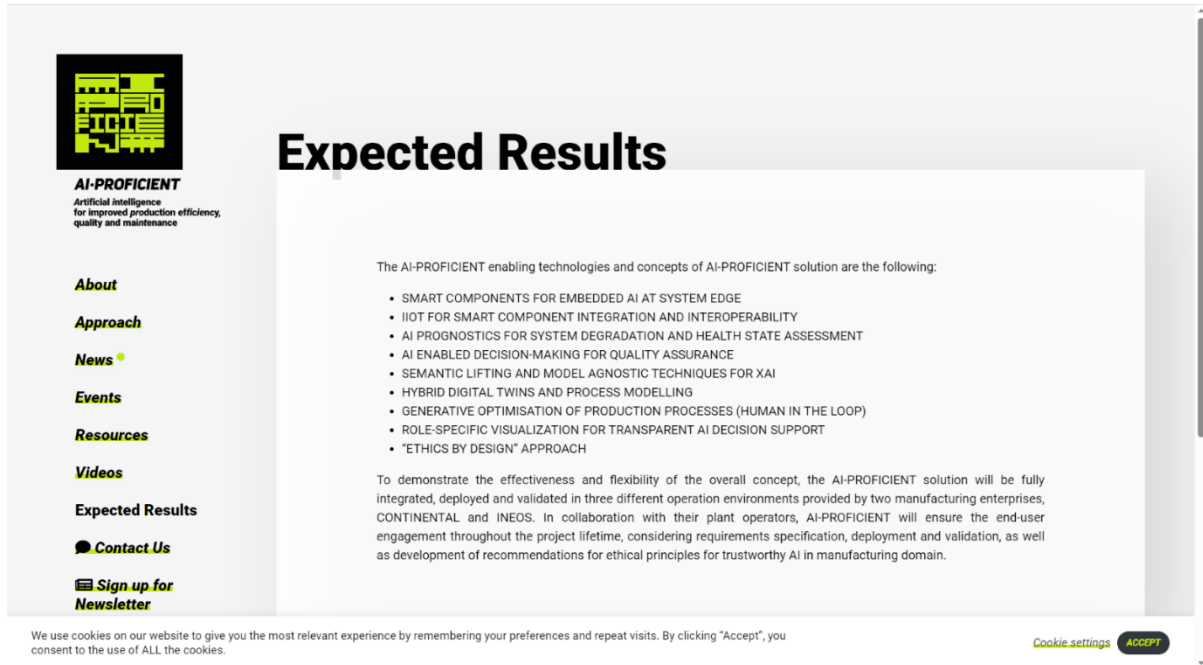 AI-PROFICIENT
Artificial intelligence
for improved production efficiency,
quality and maintenance
About
Approach
News
Events
Resources
Videos
Expected Results
Contact Us
Sign up for
Newsletter
Expected Results
The AI-PROFICIENT enabling technologies and concepts of AI-PROFICIENT solution are the following:
• SMART COMPONENTS FOR EMBEDDED AI AT SYSTEM EDGE
• IIOT FOR SMART COMPONENT INTEGRATION AND INTEROPERABILITY
• AI PROGNOSTICS FOR SYSTEM DEGRADATION AND HEALTH STATE ASSESSMENT
• AI ENABLED DECISION-MAKING FOR QUALITY ASSURANCE
• SEMANTIC LIFTING AND MODEL AGNOSTIC TECHNIQUES FOR XAI
• HYBRID DIGITAL TWINS AND PROCESS MODELLING
• GENERATIVE OPTIMISATION OF PRODUCTION PROCESSES (HUMAN IN THE LOOP)
• ROLE-SPECIFIC VISUALIZATION FOR TRANSPARENT AI DECISION SUPPORT
• “ETHICS BY DESIGN” APPROACH
To demonstrate the effectiveness and flexibility of the overall concept, the AI-PROFICIENT solution will be fully
integrated, deployed and validated in three different operation environments provided by two manufacturing enterprises,
CONTINENTAL and INEOS. In collaboration with their plant operators, AI-PROFICIENT will ensure the end-user
engagement throughout the project lifetime, considering requirements specification, deployment and validation, as well
as development of recommendations for ethical principles for trustworthy AI in manufacturing domain.
We use cookies on our website to give you the most relevant experience by remembering your preferences and repeat visits. By clicking “Accept”, you
consent to the use of ALL the cookies.
Cookie settings
ACCEPT